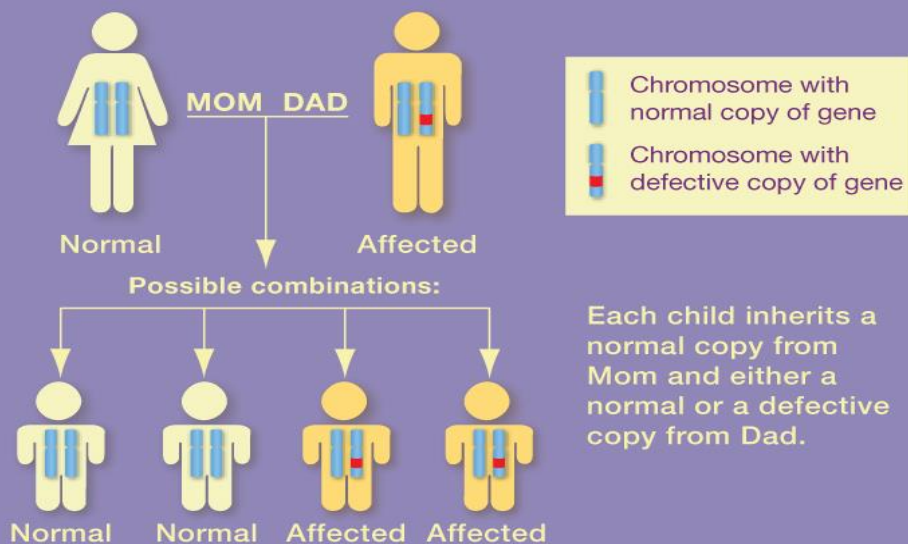 MOM DAD
Normal
Affected
Possible combinations:
Normal
Normal
Affected
Affected
Chromosome with
normal copy of gene
Chromosome with
defective copy of gene
Each child inherits a
normal copy from
Mom and either a
normal or a defective
copy from Dad.